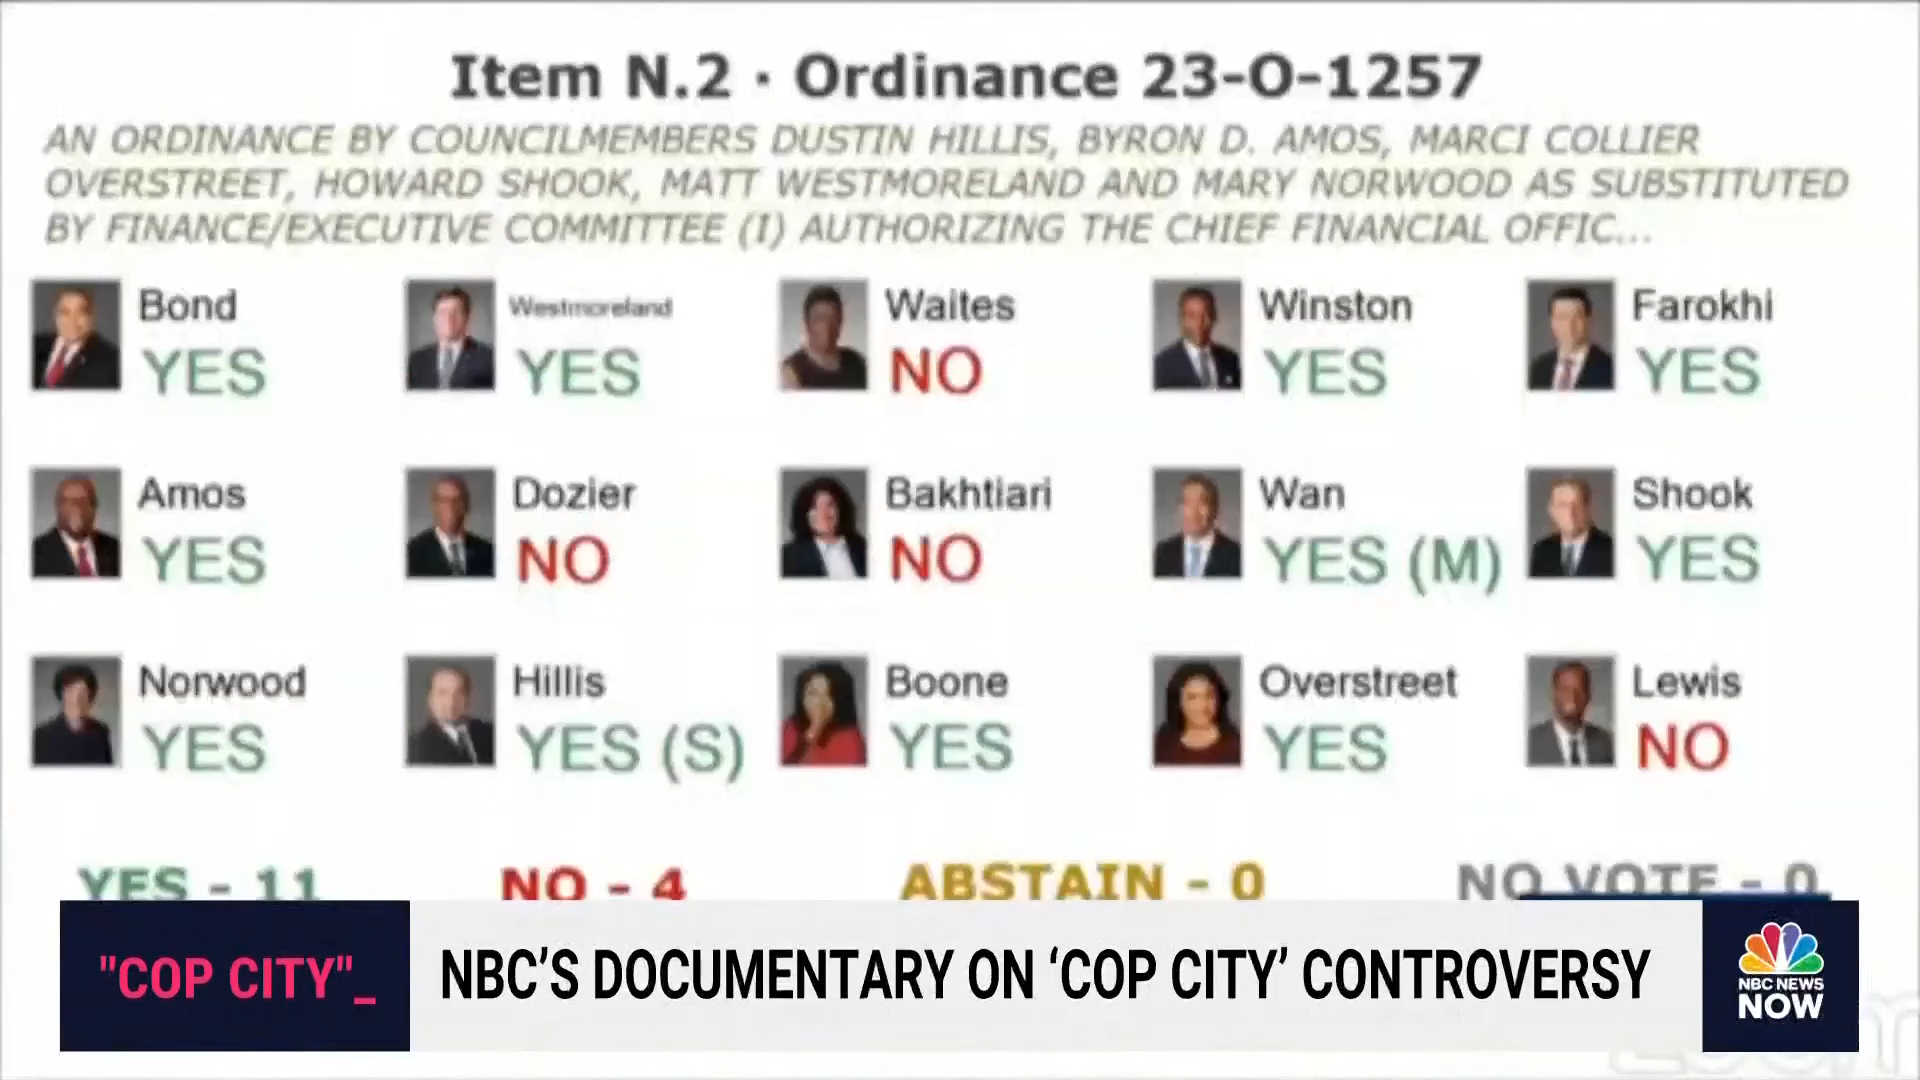 Item N.2 · Ordinance 23-O-1257
AN ORDINANCE BY COUNCILMEMBERS DUSTIN HILLIS, BYRON D. AMOS, MARCI COLLIER
OVERSTREET, HOWARD SHOOK, MATT WESTMORELAND AND MARY NORWOOD AS SUBSTITUTED
BY FINANCE/EXECUTIVE COMMITTEE (I) AUTHORIZING THE CHIEF FINANCIAL OFFIC...
Bond Westmoreland Waites Winston Farokhi
YES YES NO YES YES
Amos Dozier Bakhtiari Wan Shook
YES NO NO YES (M) YES
Norwood Hillis Boone Overstreet Lewis
YES YES (S) YES YES NO
YES - 11 NO - 4 ABSTAIN - 0 NO VOTE - 0
"COP CITY"_ NBC’S DOCUMENTARY ON ‘COP CITY’ CONTROVERSY
NBC NEWS
NOW